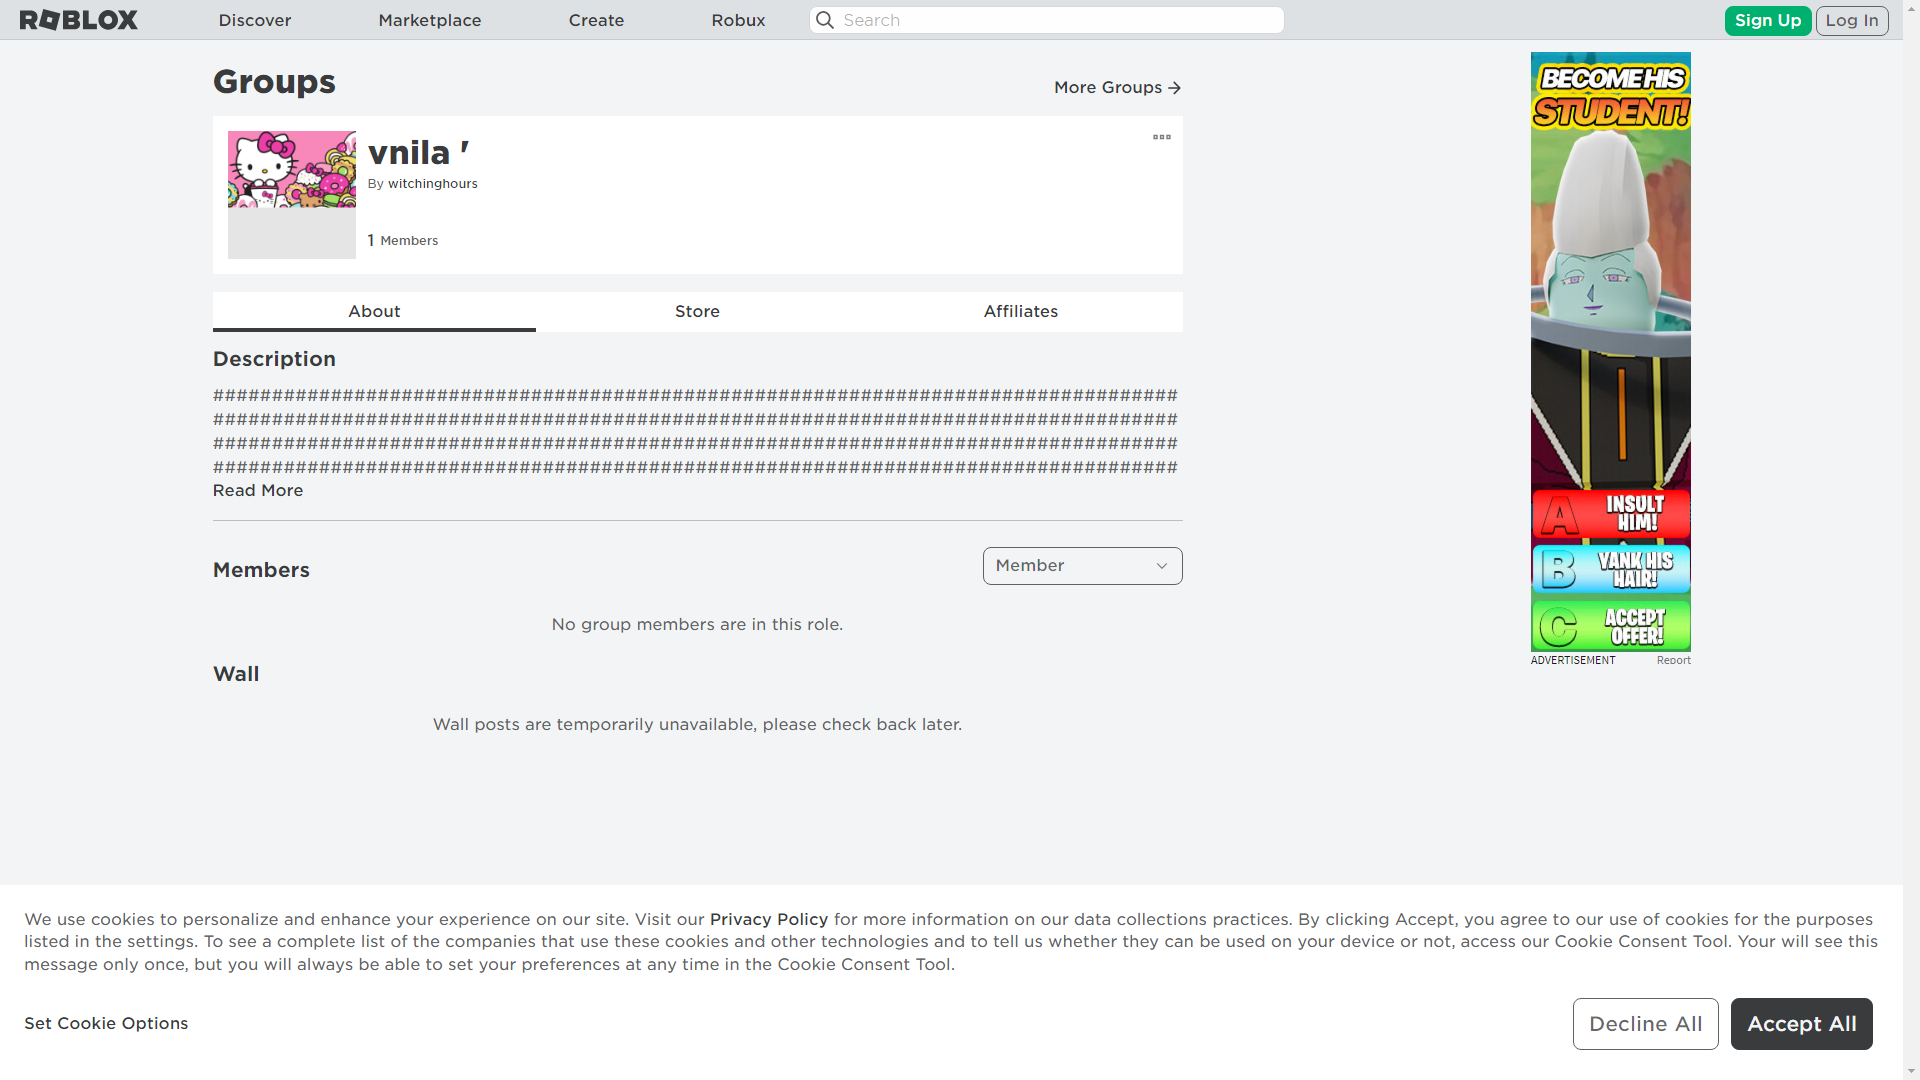 ROBLOX
Discover
Marketplace
Create
Robux
Search
Sign Up
Log In
Groups
More Groups
vnila '
By witchinghours
1 Members
About
Store
Affiliates
Description
##################################################################################
##################################################################################
##################################################################################
##################################################################################
Read More
Members
Member
No group members are in this role.
Wall
Wall posts are temporarily unavailable, please check back later.
BECOME HIS
STUDENT!
A
INSULT
HIM!
B
YANK HIS
HAIR!
C
ACCEPT
OFFER!
ADVERTISEMENT
Report
We use cookies to personalize and enhance your experience on our site. Visit our Privacy Policy for more information on our data collections practices. By clicking Accept, you agree to our use of cookies for the purposes
listed in the settings. To see a complete list of the companies that use these cookies and other technologies and to tell us whether they can be used on your device or not, access our Cookie Consent Tool. Your will see this
message only once, but you will always be able to set your preferences at any time in the Cookie Consent Tool.
Set Cookie Options
Decline All
Accept All